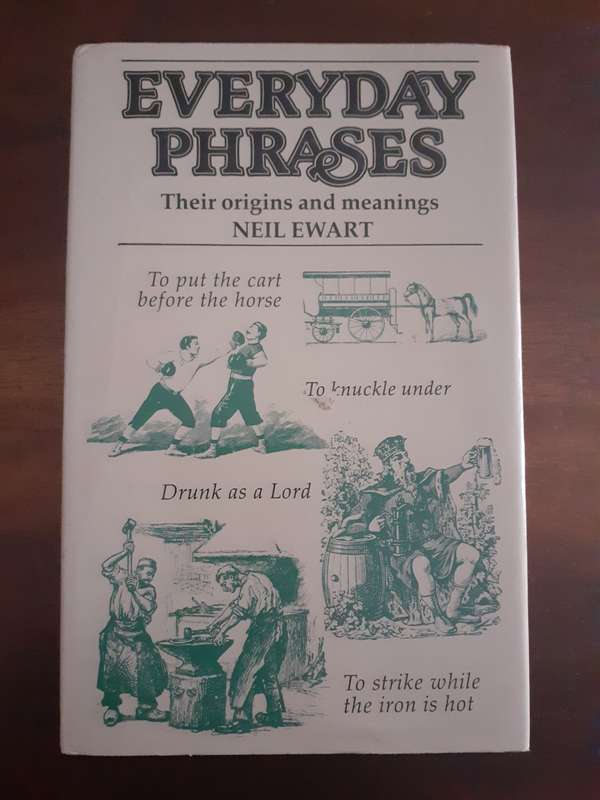 EVERYDAY
PHRASES
Their origins and meanings
NEIL EWART
To put the cart
before the horse
To knuckle under
Drunk as a Lord
To strike while
the iron is hot